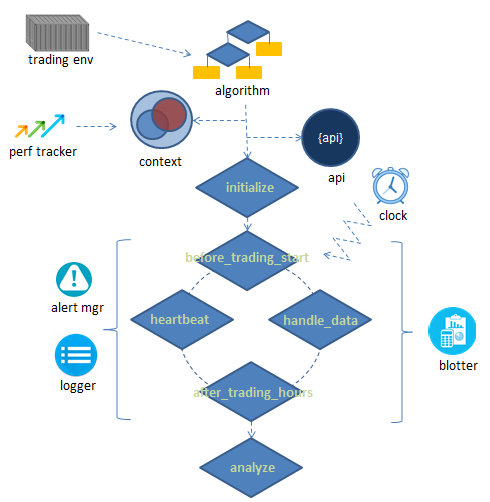 trading env
algorithm
perf tracker
context
{api}
api
initialize
clock
before_trading_start
alert mgr
heartbeat
handle_data
logger
blotter
after_trading_hours
analyze